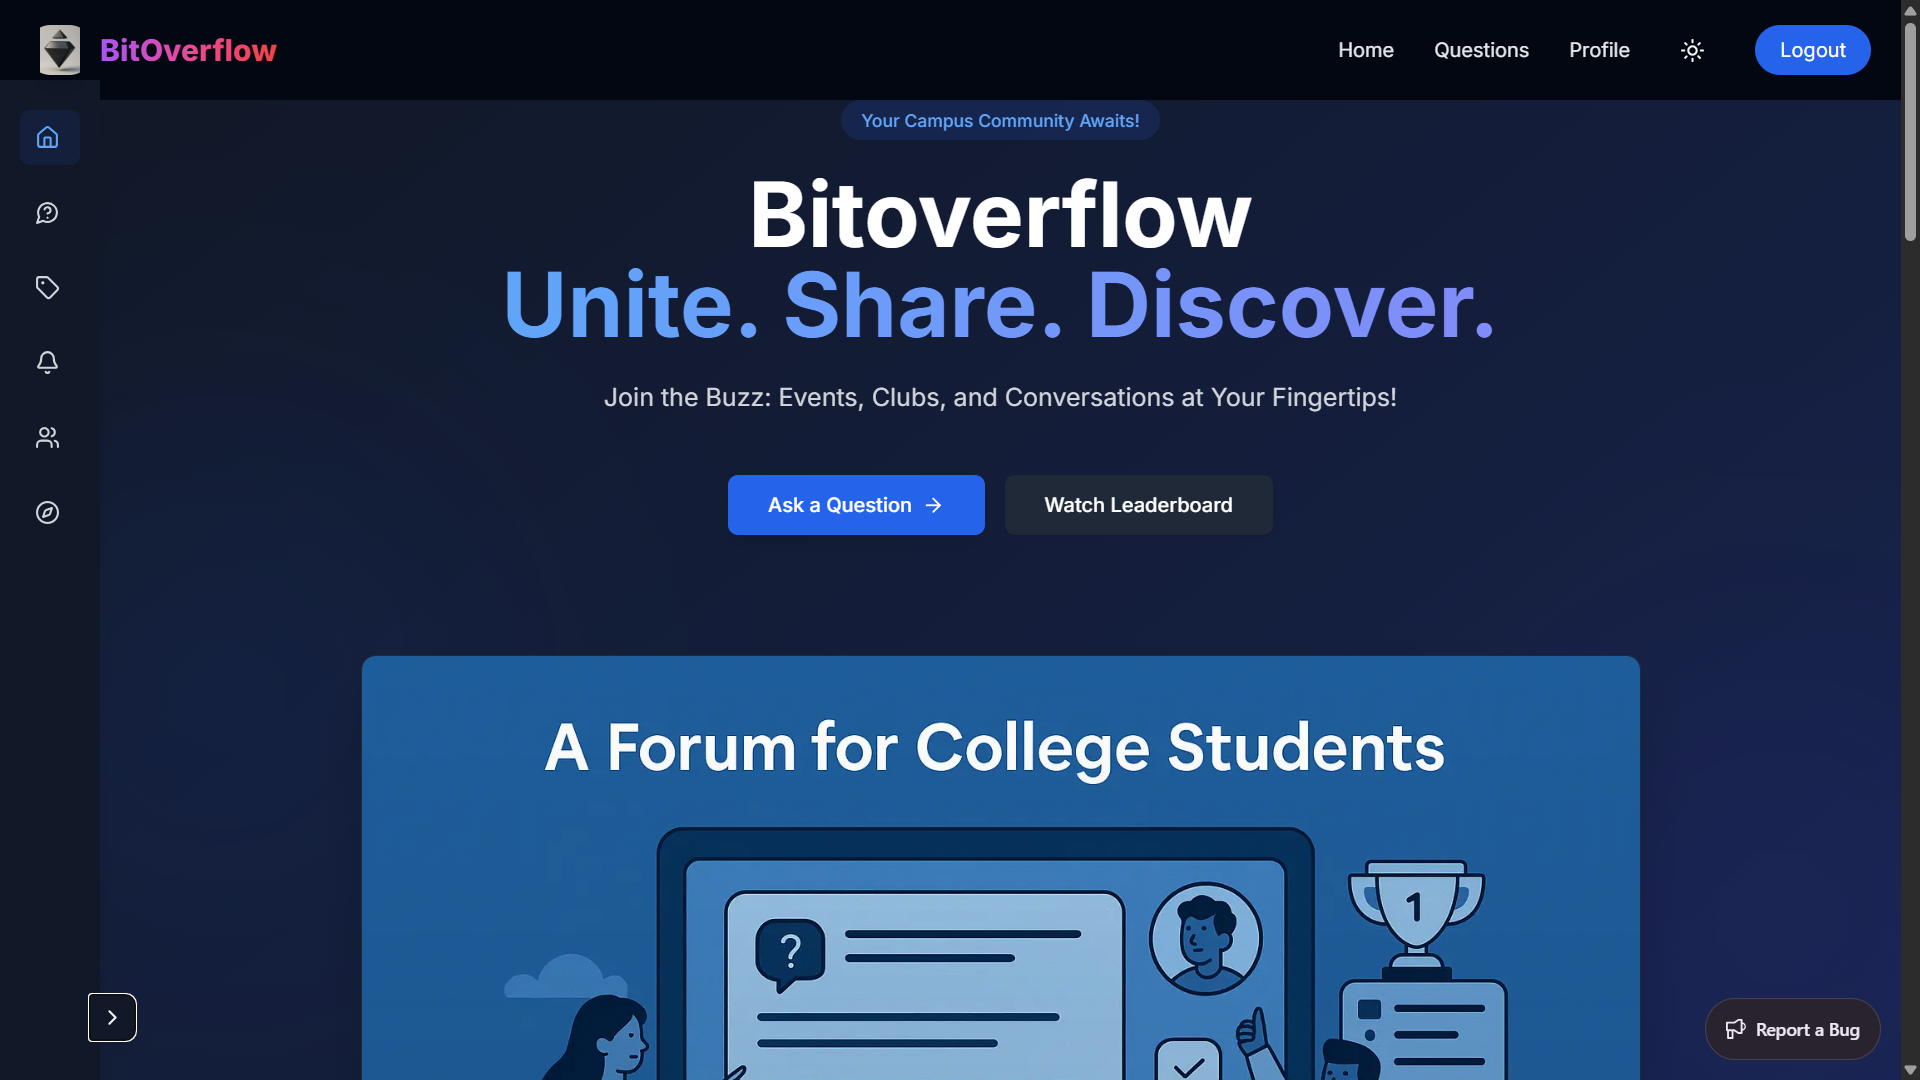 BitOverflow
Home
Questions
Profile
Logout
Your Campus Community Awaits!
Bitoverflow
Unite. Share. Discover.
Join the Buzz: Events, Clubs, and Conversations at Your Fingertips!
Ask a Question
Watch Leaderboard
A Forum for College Students
?
1
Report a Bug